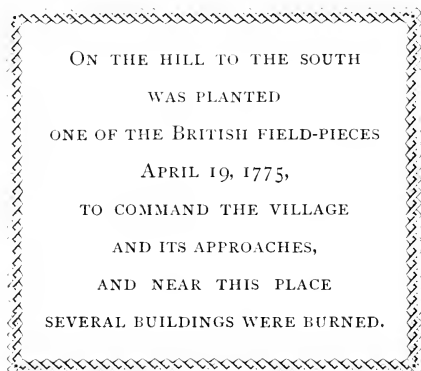 On the hill to the south
was planted
one of the British field-pieces
April 19, 1775,
to command the village
and its approaches,
and near this place
several buildings were burned.